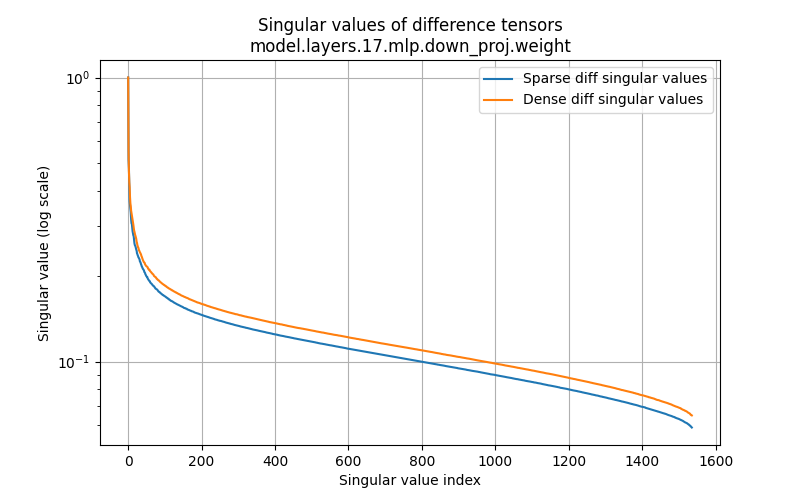 Singular values of difference tensors
model.layers.17.mlp.down_proj.weight
Sparse diff singular values
Dense diff singular values
Singular value (log scale)
10⁰
10⁻¹
0 200 400 600 800 1000 1200 1400 1600
Singular value index